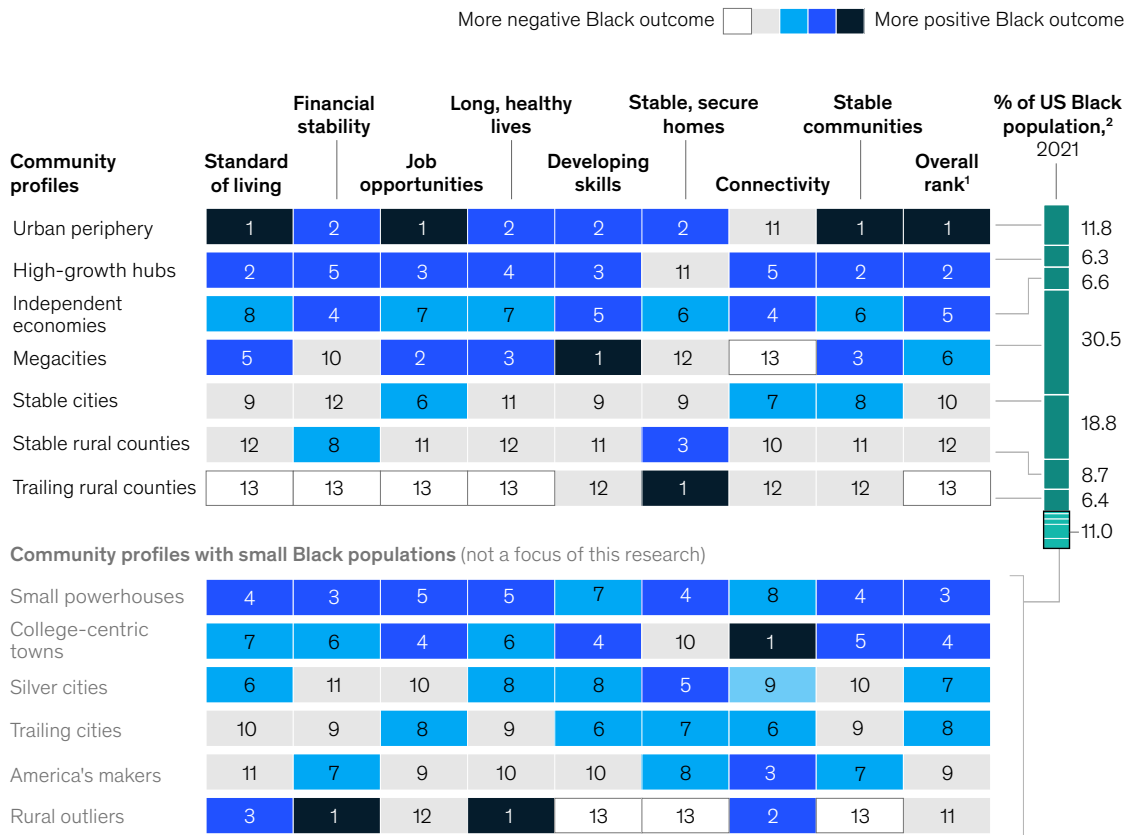 More negative Black outcome More positive Black outcome
Community profiles
Standard of living
Financial stability
Job opportunities
Long, healthy lives
Developing skills
Stable, secure homes
Connectivity
Stable communities
Overall rank¹
% of US Black population,² 2021
Urban periphery 1 2 1 2 2 2 11 1 1 11.8
High-growth hubs 2 5 3 4 3 11 5 2 2 6.3
Independent economies 8 4 7 7 5 6 4 6 5 6.6
Megacities 5 10 2 3 1 12 13 3 6 30.5
Stable cities 9 12 6 11 9 9 7 8 10 18.8
Stable rural counties 12 8 11 12 11 3 10 11 12 8.7
Trailing rural counties 13 13 13 13 12 1 12 12 13 6.4
11.0
Community profiles with small Black populations (not a focus of this research)
Small powerhouses 4 3 5 5 7 4 8 4 3
College-centric towns 7 6 4 6 4 10 1 5 4
Silver cities 6 11 10 8 8 5 9 10 7
Trailing cities 10 9 8 9 6 7 6 9 8
America's makers 11 7 9 10 10 8 3 7 9
Rural outliers 3 1 12 1 13 13 2 13 11